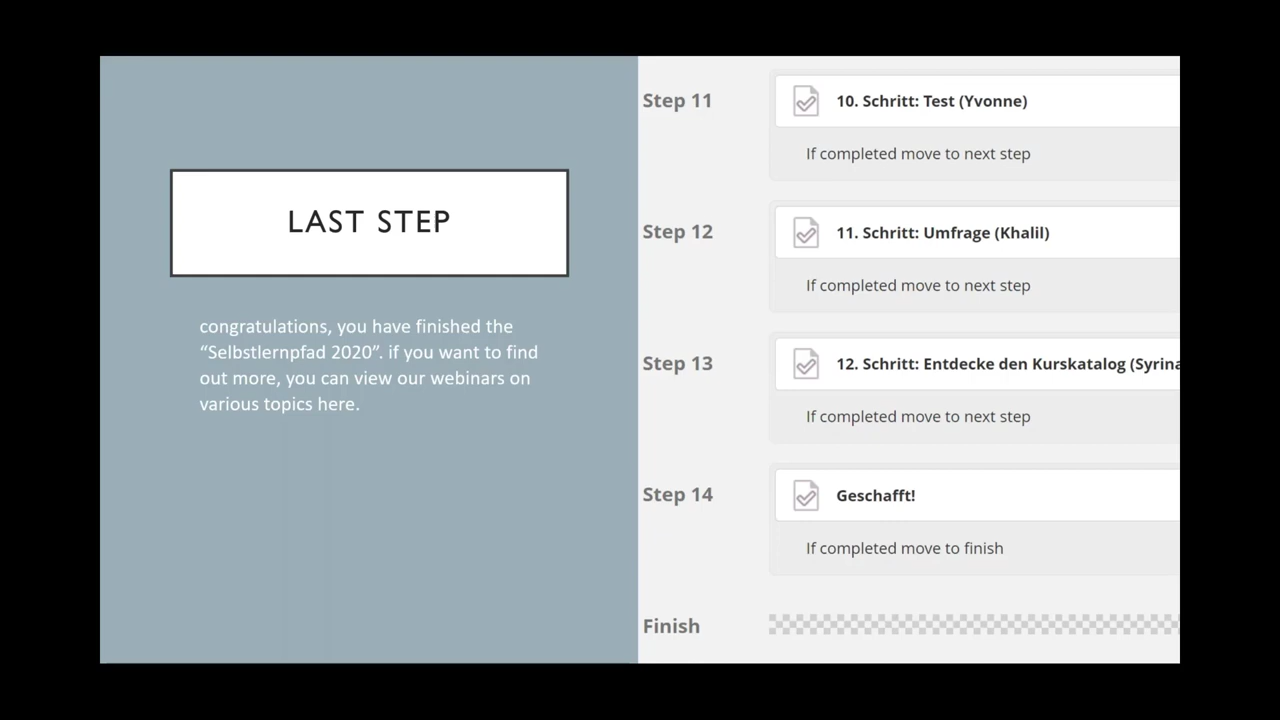 LAST STEP
congratulations, you have finished the
“Selbstlernpfad 2020”. if you want to find
out more, you can view our webinars on
various topics here.
Step 11
10. Schritt: Test (Yvonne)
If completed move to next step
Step 12
11. Schritt: Umfrage (Khalil)
If completed move to next step
Step 13
12. Schritt: Entdecke den Kurskatalog (Syrina
If completed move to next step
Step 14
Geschafft!
If completed move to finish
Finish